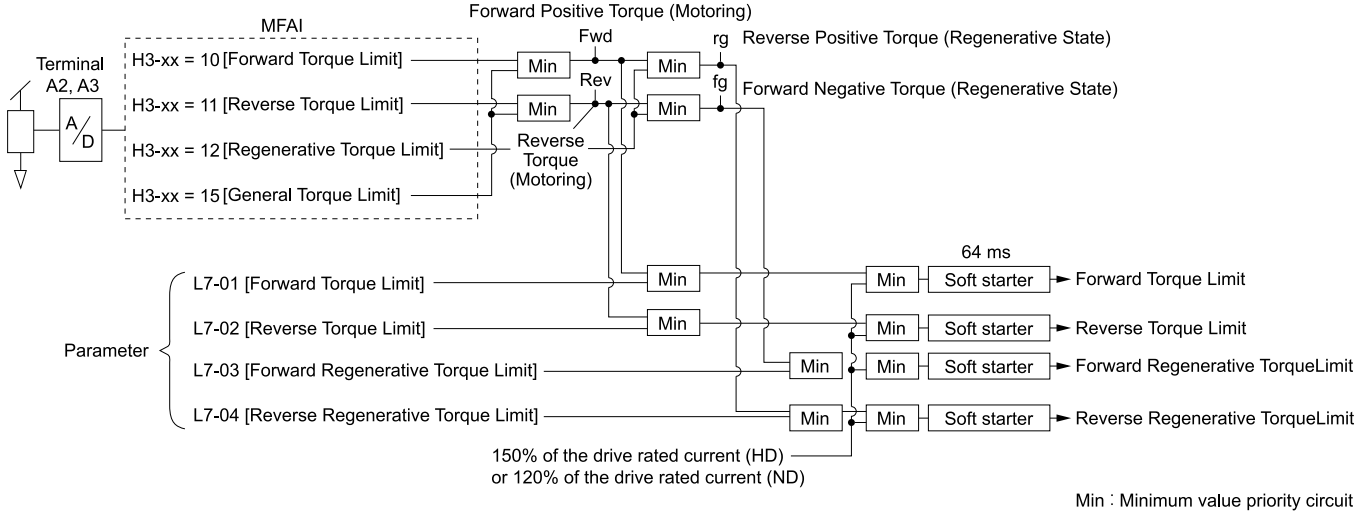 Forward Positive Torque (Motoring)
MFAI
Fwd
rg
Reverse Positive Torque (Regenerative State)
Terminal
A2, A3
H3-xx = 10 [Forward Torque Limit]
Min
Min
Rev
fg
Forward Negative Torque (Regenerative State)
A/D
H3-xx = 11 [Reverse Torque Limit]
Min
Min
Reverse
Torque
(Motoring)
H3-xx = 12 [Regenerative Torque Limit]
H3-xx = 15 [General Torque Limit]
64 ms
L7-01 [Forward Torque Limit]
Min
Min
Soft starter
Forward Torque Limit
L7-02 [Reverse Torque Limit]
Min
Min
Soft starter
Reverse Torque Limit
Parameter
L7-03 [Forward Regenerative Torque Limit]
Min
Min
Soft starter
Forward Regenerative TorqueLimit
L7-04 [Reverse Regenerative Torque Limit]
Min
Min
Soft starter
Reverse Regenerative TorqueLimit
150% of the drive rated current (HD)
or 120% of the drive rated current (ND)
Min : Minimum value priority circuit